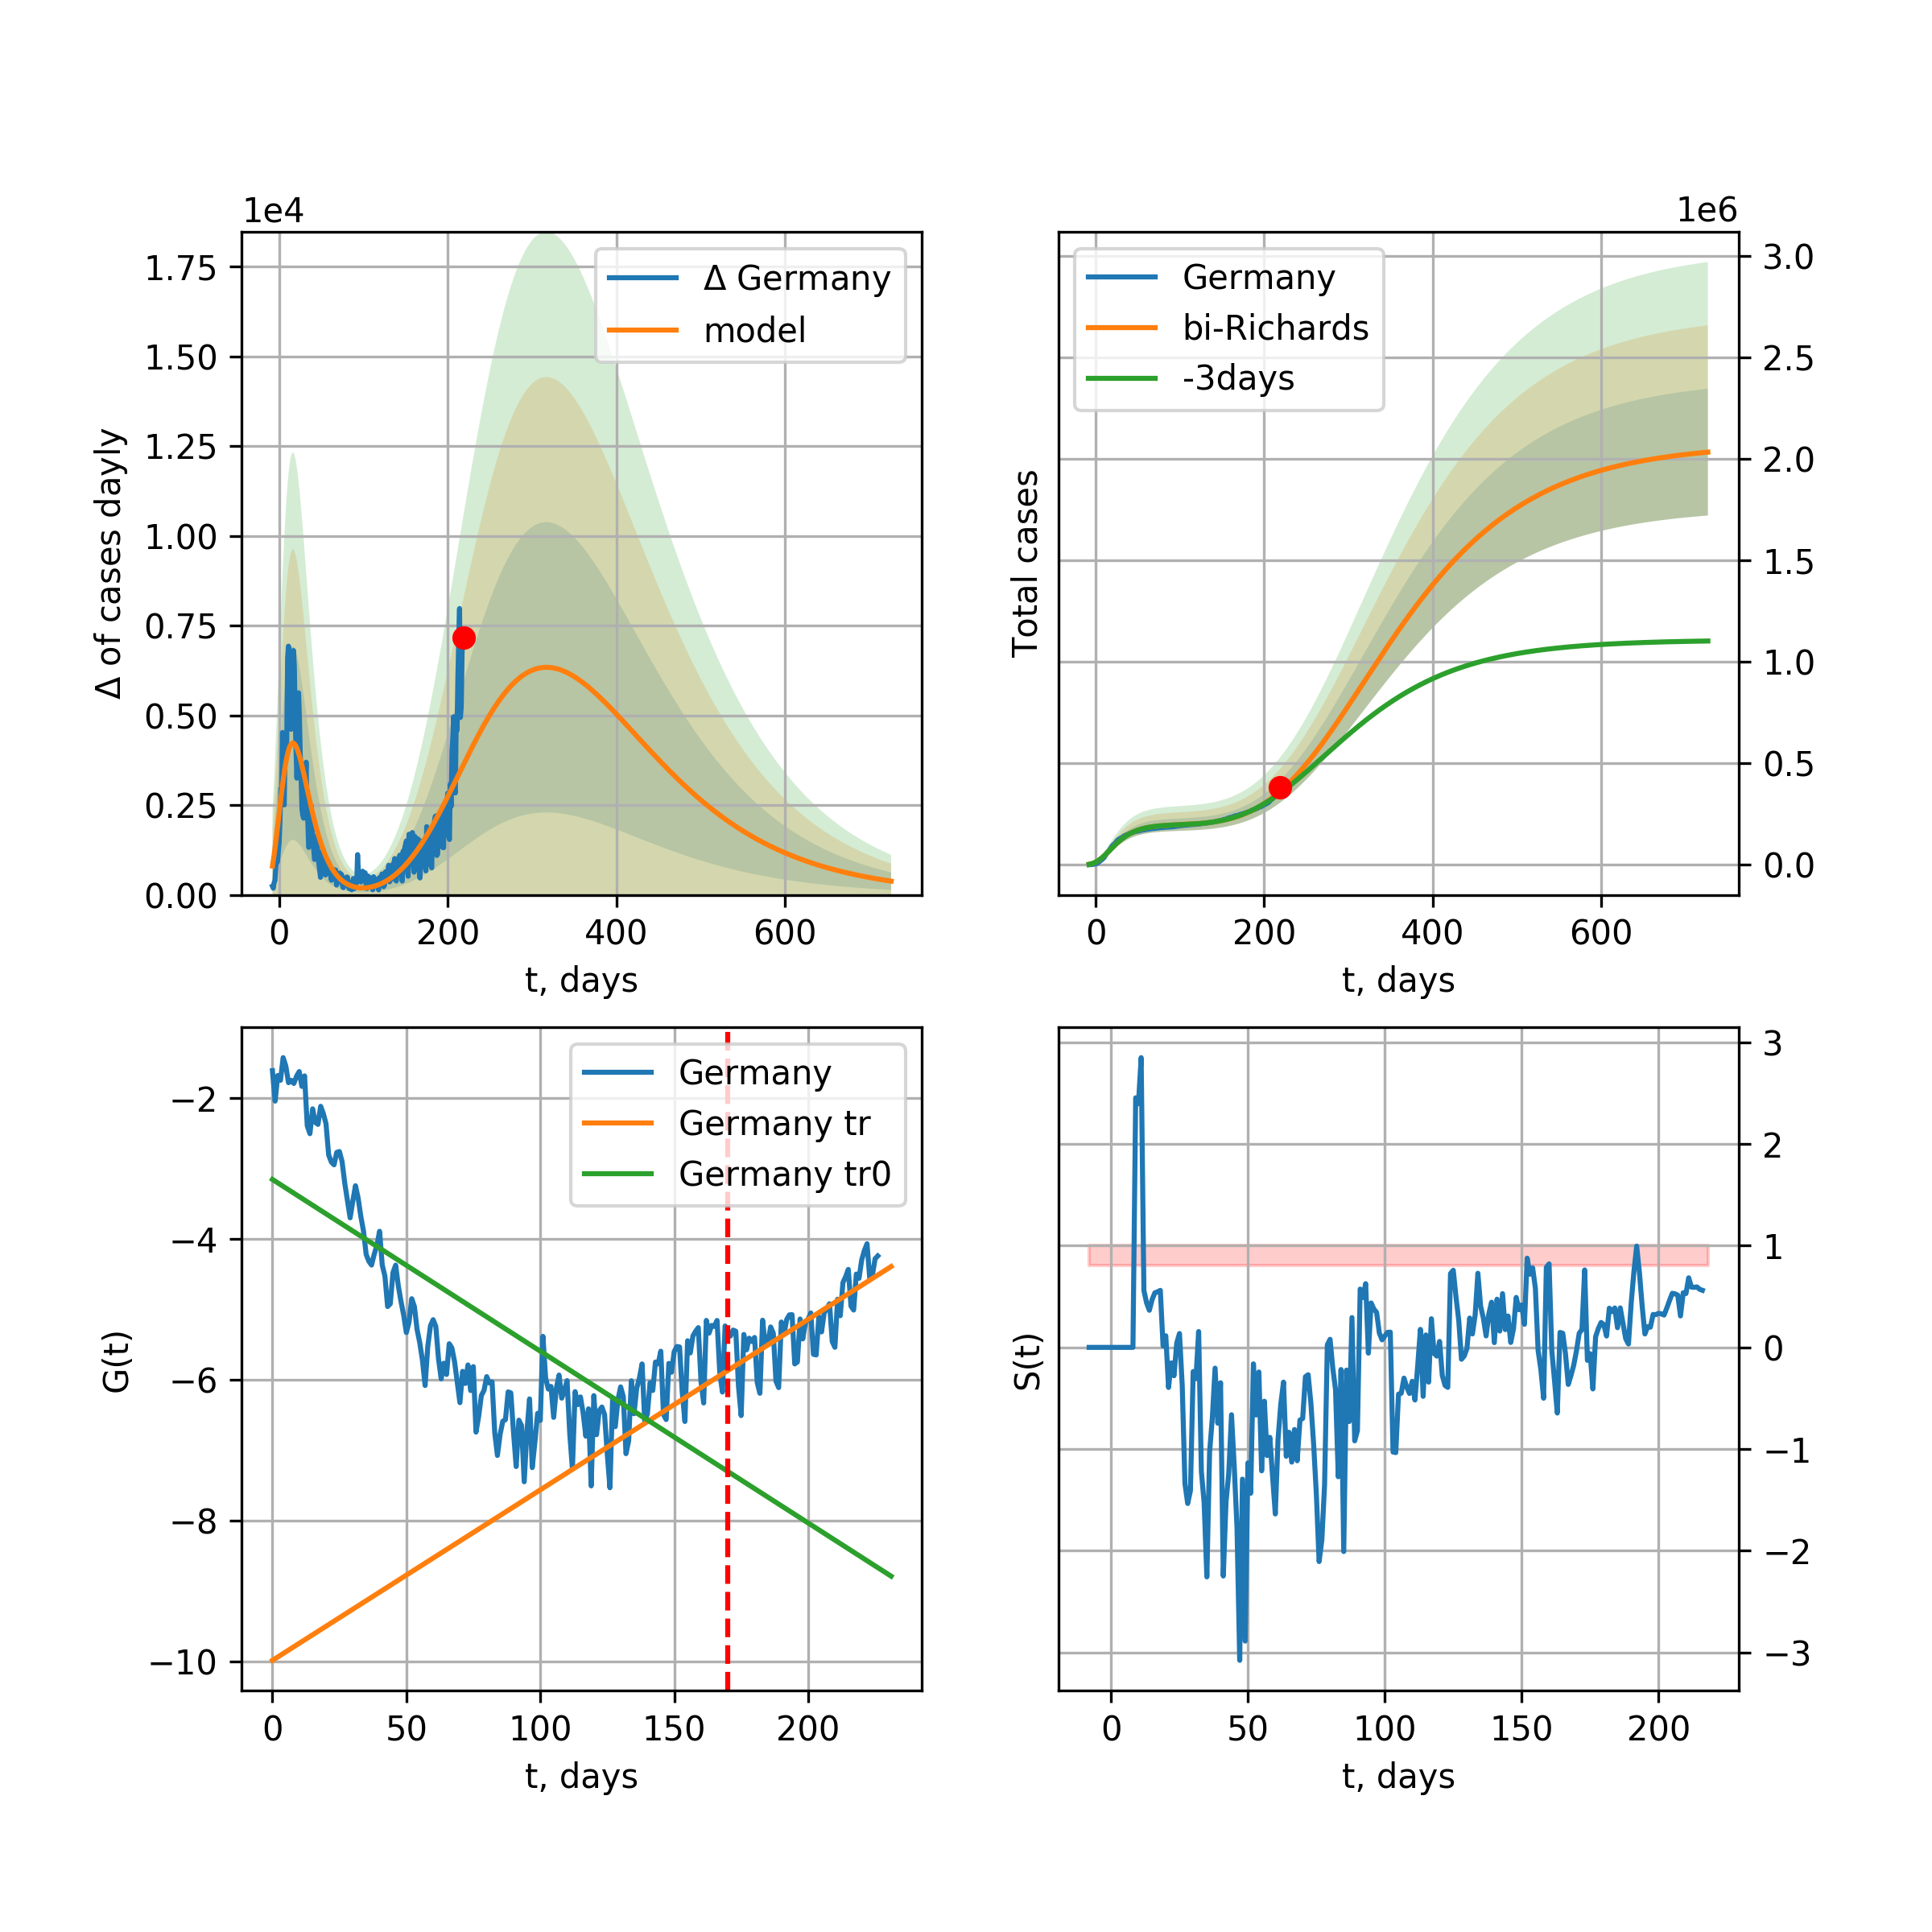 1e4
Δ of cases dayly
1.75
1.50
1.25
1.00
0.75
0.50
0.25
0.00
Δ Germany
model
0 200 400 600
t, days
1e6
Total cases
Germany
bi-Richards
-3days
3.0
2.5
2.0
1.5
1.0
0.5
0.0
0 200 400 600
t, days
G(t)
−2
−4
−6
−8
−10
Germany
Germany tr
Germany tr0
0 50 100 150 200
t, days
S(t)
3
2
1
0
−1
−2
−3
0 50 100 150 200
t, days